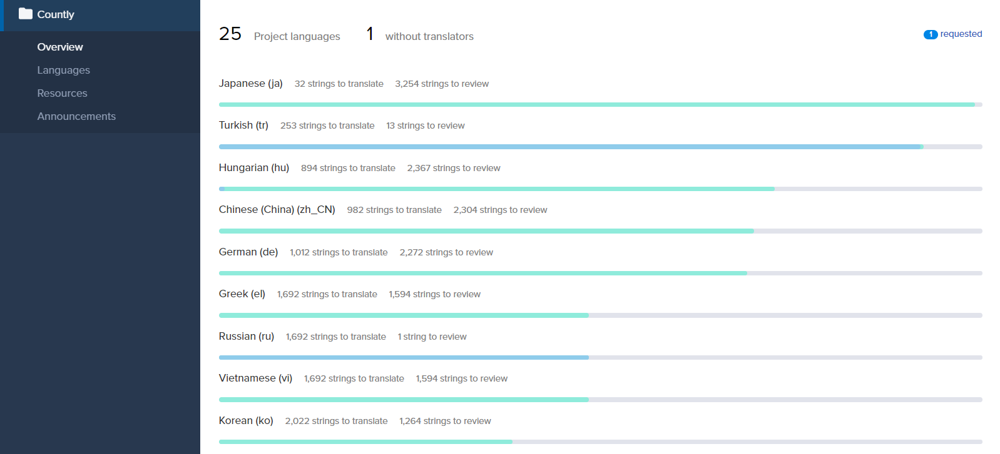 Countly
Overview
Languages
Resources
Announcements
25 Project languages 1 without translators
1 requested
Japanese (ja) 32 strings to translate 3,254 strings to review
Turkish (tr) 253 strings to translate 13 strings to review
Hungarian (hu) 894 strings to translate 2,367 strings to review
Chinese (China) (zh_CN) 982 strings to translate 2,304 strings to review
German (de) 1,012 strings to translate 2,272 strings to review
Greek (el) 1,692 strings to translate 1,594 strings to review
Russian (ru) 1,692 strings to translate 1 string to review
Vietnamese (vi) 1,692 strings to translate 1,594 strings to review
Korean (ko) 2,022 strings to translate 1,264 strings to review